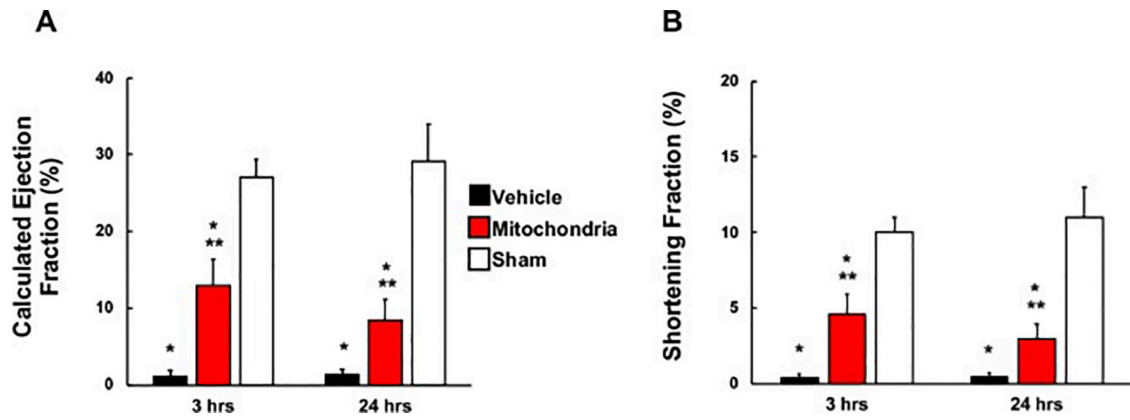 A
Calculated Ejection
Fraction (%)
40
30
20
10
0
*
*
**
*
*
**
3 hrs
24 hrs
Vehicle
Mitochondria
Sham
B
Shortening Fraction (%)
20
15
10
5
0
*
*
**
*
*
**
3 hrs
24 hrs